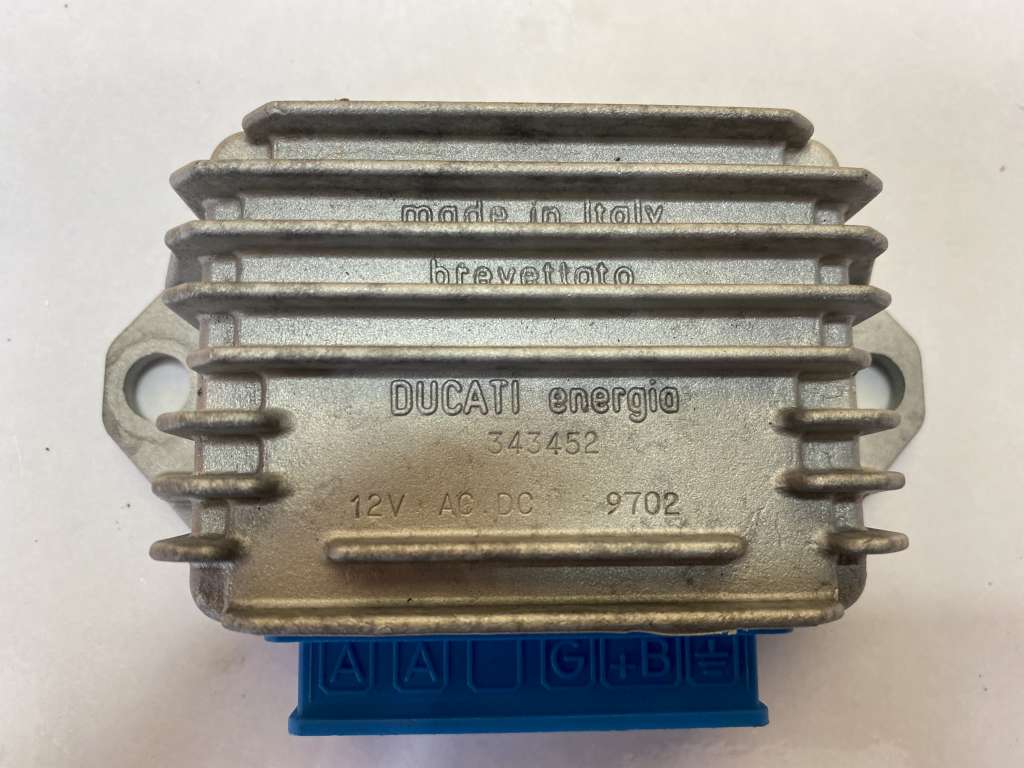 made in Italy
brevettato
DUCATI energia
343452
12V AC DC 9702
A A G +B